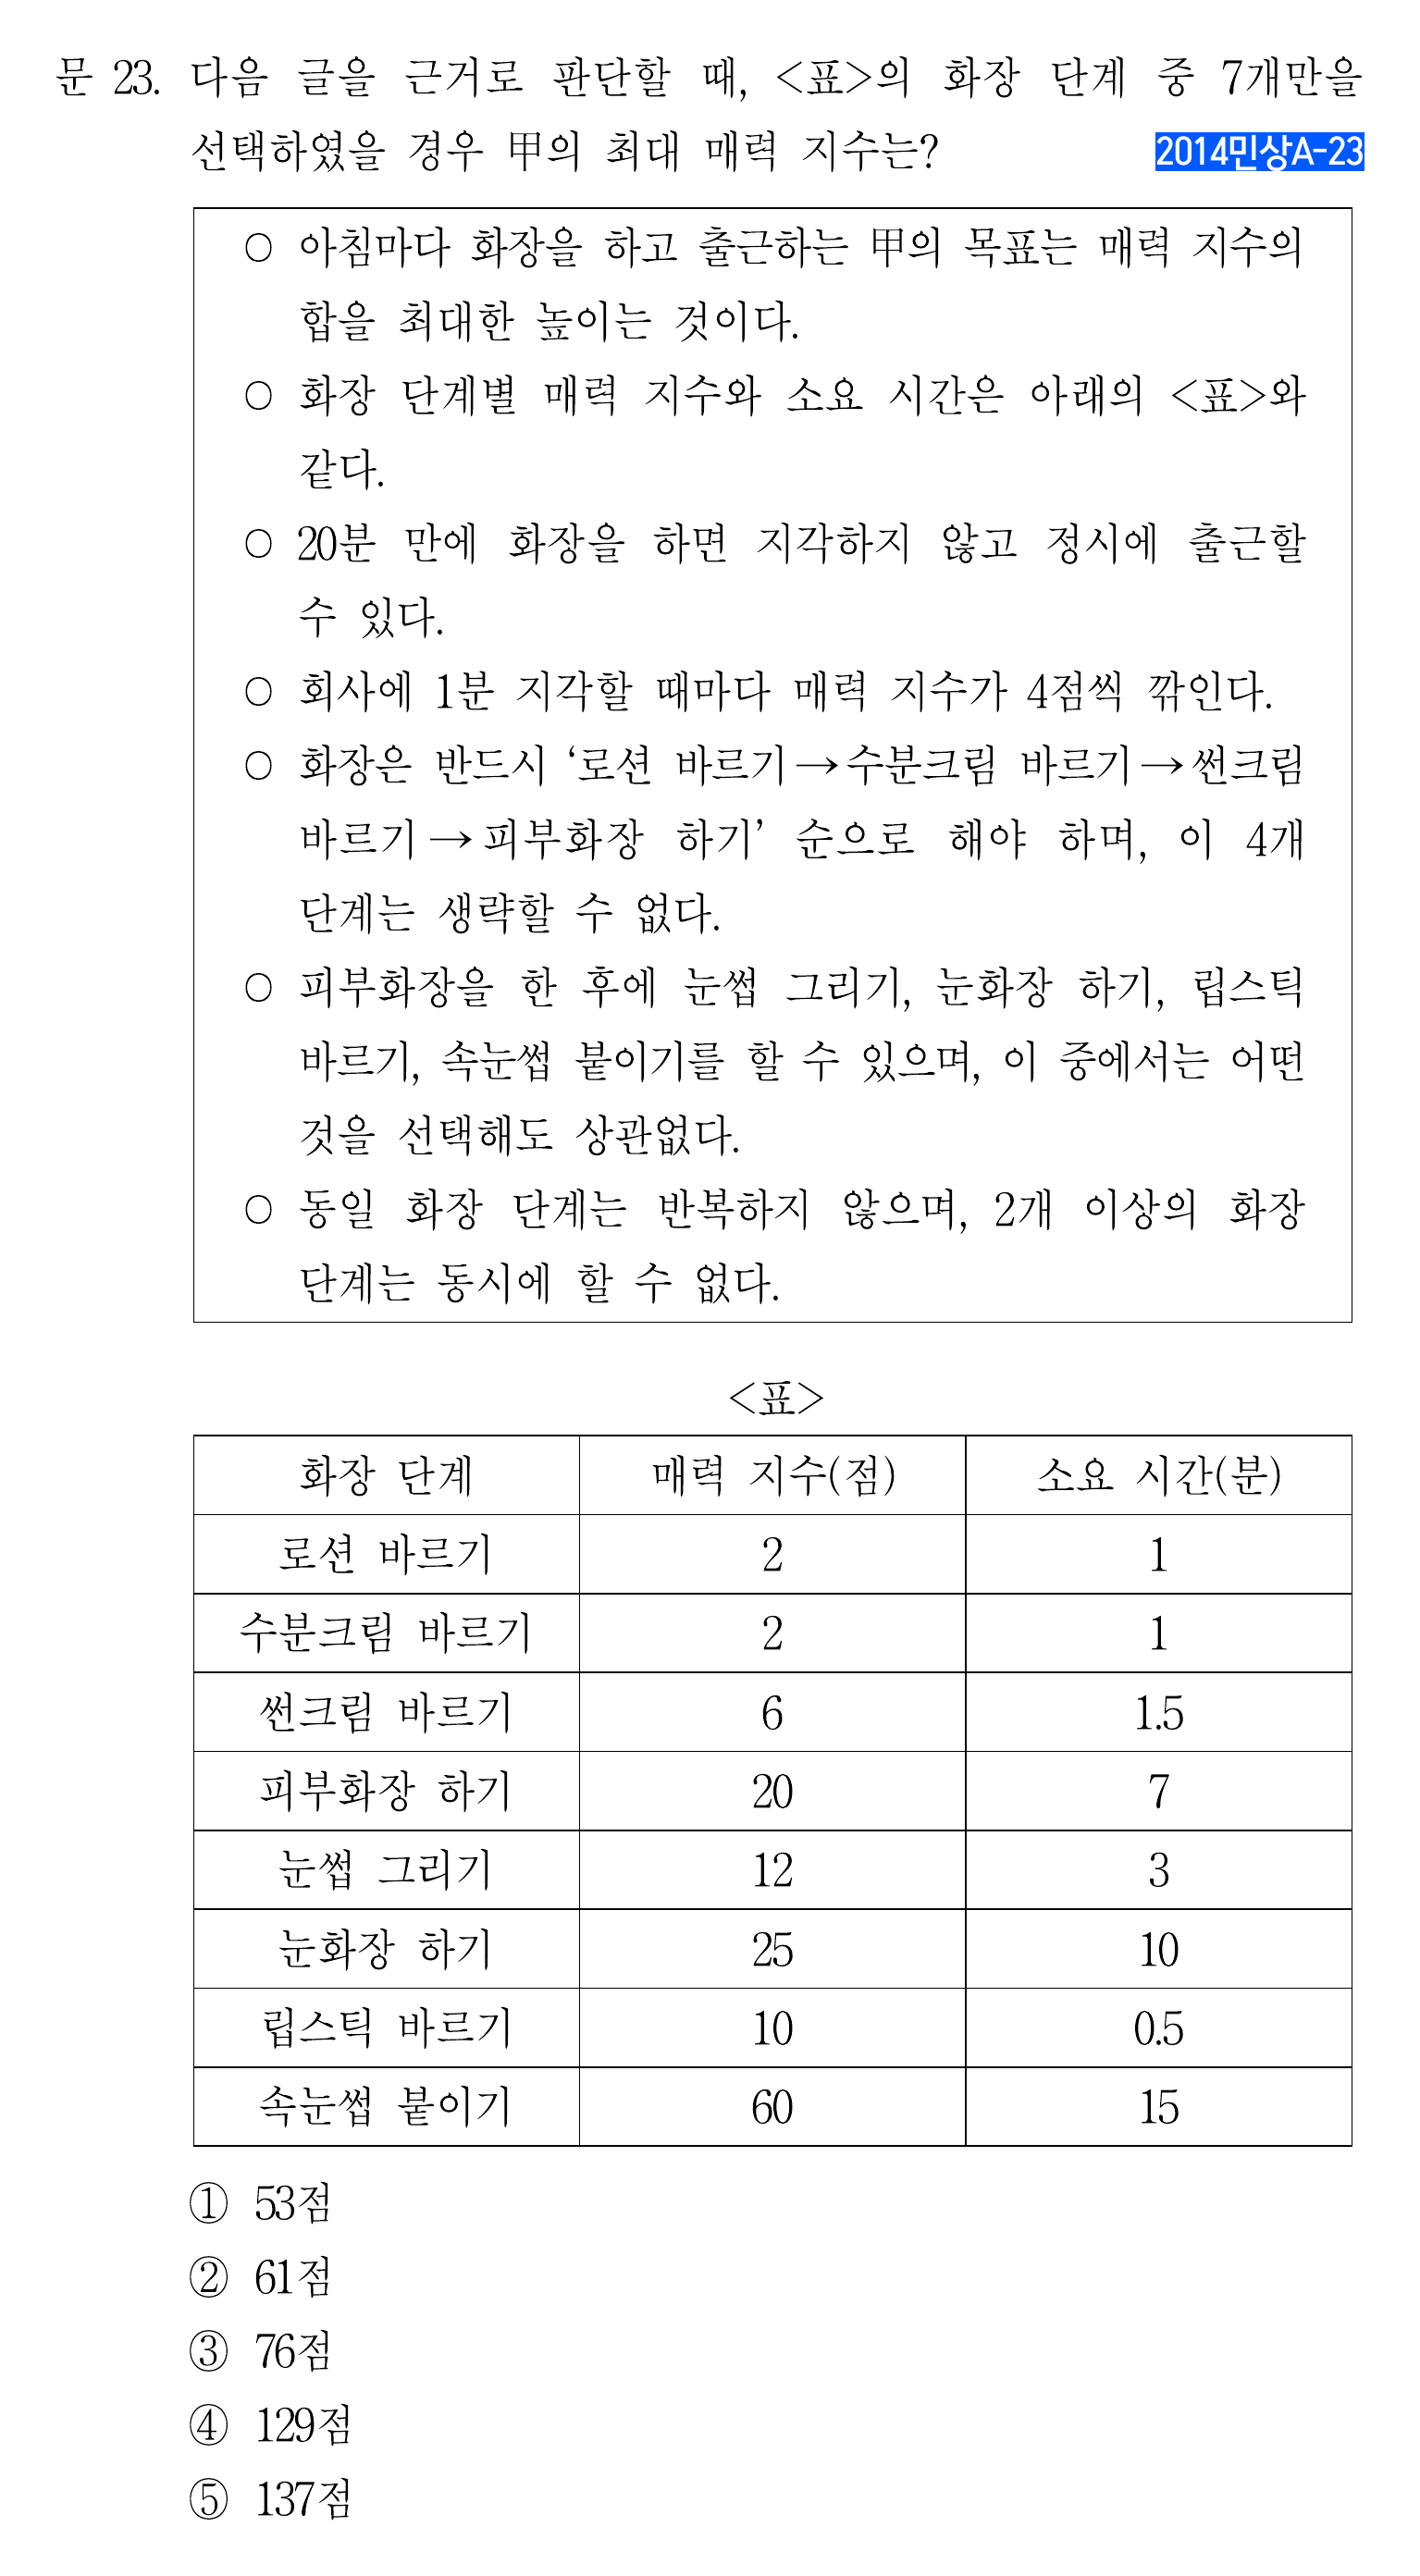 문 23. 다음 글을 근거로 판단할 때, <표>의 화장 단계 중 7개만을
선택하였을 경우 甲의 최대 매력 지수는?
2014민상A-23
○ 아침마다 화장을 하고 출근하는 甲의 목표는 매력 지수의
합을 최대한 높이는 것이다.
○ 화장 단계별 매력 지수와 소요 시간은 아래의 <표>와
같다.
○ 20분 만에 화장을 하면 지각하지 않고 정시에 출근할
수 있다.
○ 회사에 1분 지각할 때마다 매력 지수가 4점씩 깎인다.
○ 화장은 반드시 ‘로션 바르기→수분크림 바르기→썬크림
바르기→피부화장 하기’ 순으로 해야 하며, 이 4개
단계는 생략할 수 없다.
○ 피부화장을 한 후에 눈썹 그리기, 눈화장 하기, 립스틱
바르기, 속눈썹 붙이기를 할 수 있으며, 이 중에서는 어떤
것을 선택해도 상관없다.
○ 동일 화장 단계는 반복하지 않으며, 2개 이상의 화장
단계는 동시에 할 수 없다.
<표>
화장 단계 매력 지수(점) 소요 시간(분)
로션 바르기 2 1
수분크림 바르기 2 1
썬크림 바르기 6 1.5
피부화장 하기 20 7
눈썹 그리기 12 3
눈화장 하기 25 10
립스틱 바르기 10 0.5
속눈썹 붙이기 60 15
① 53점
② 61점
③ 76점
④ 129점
⑤ 137점